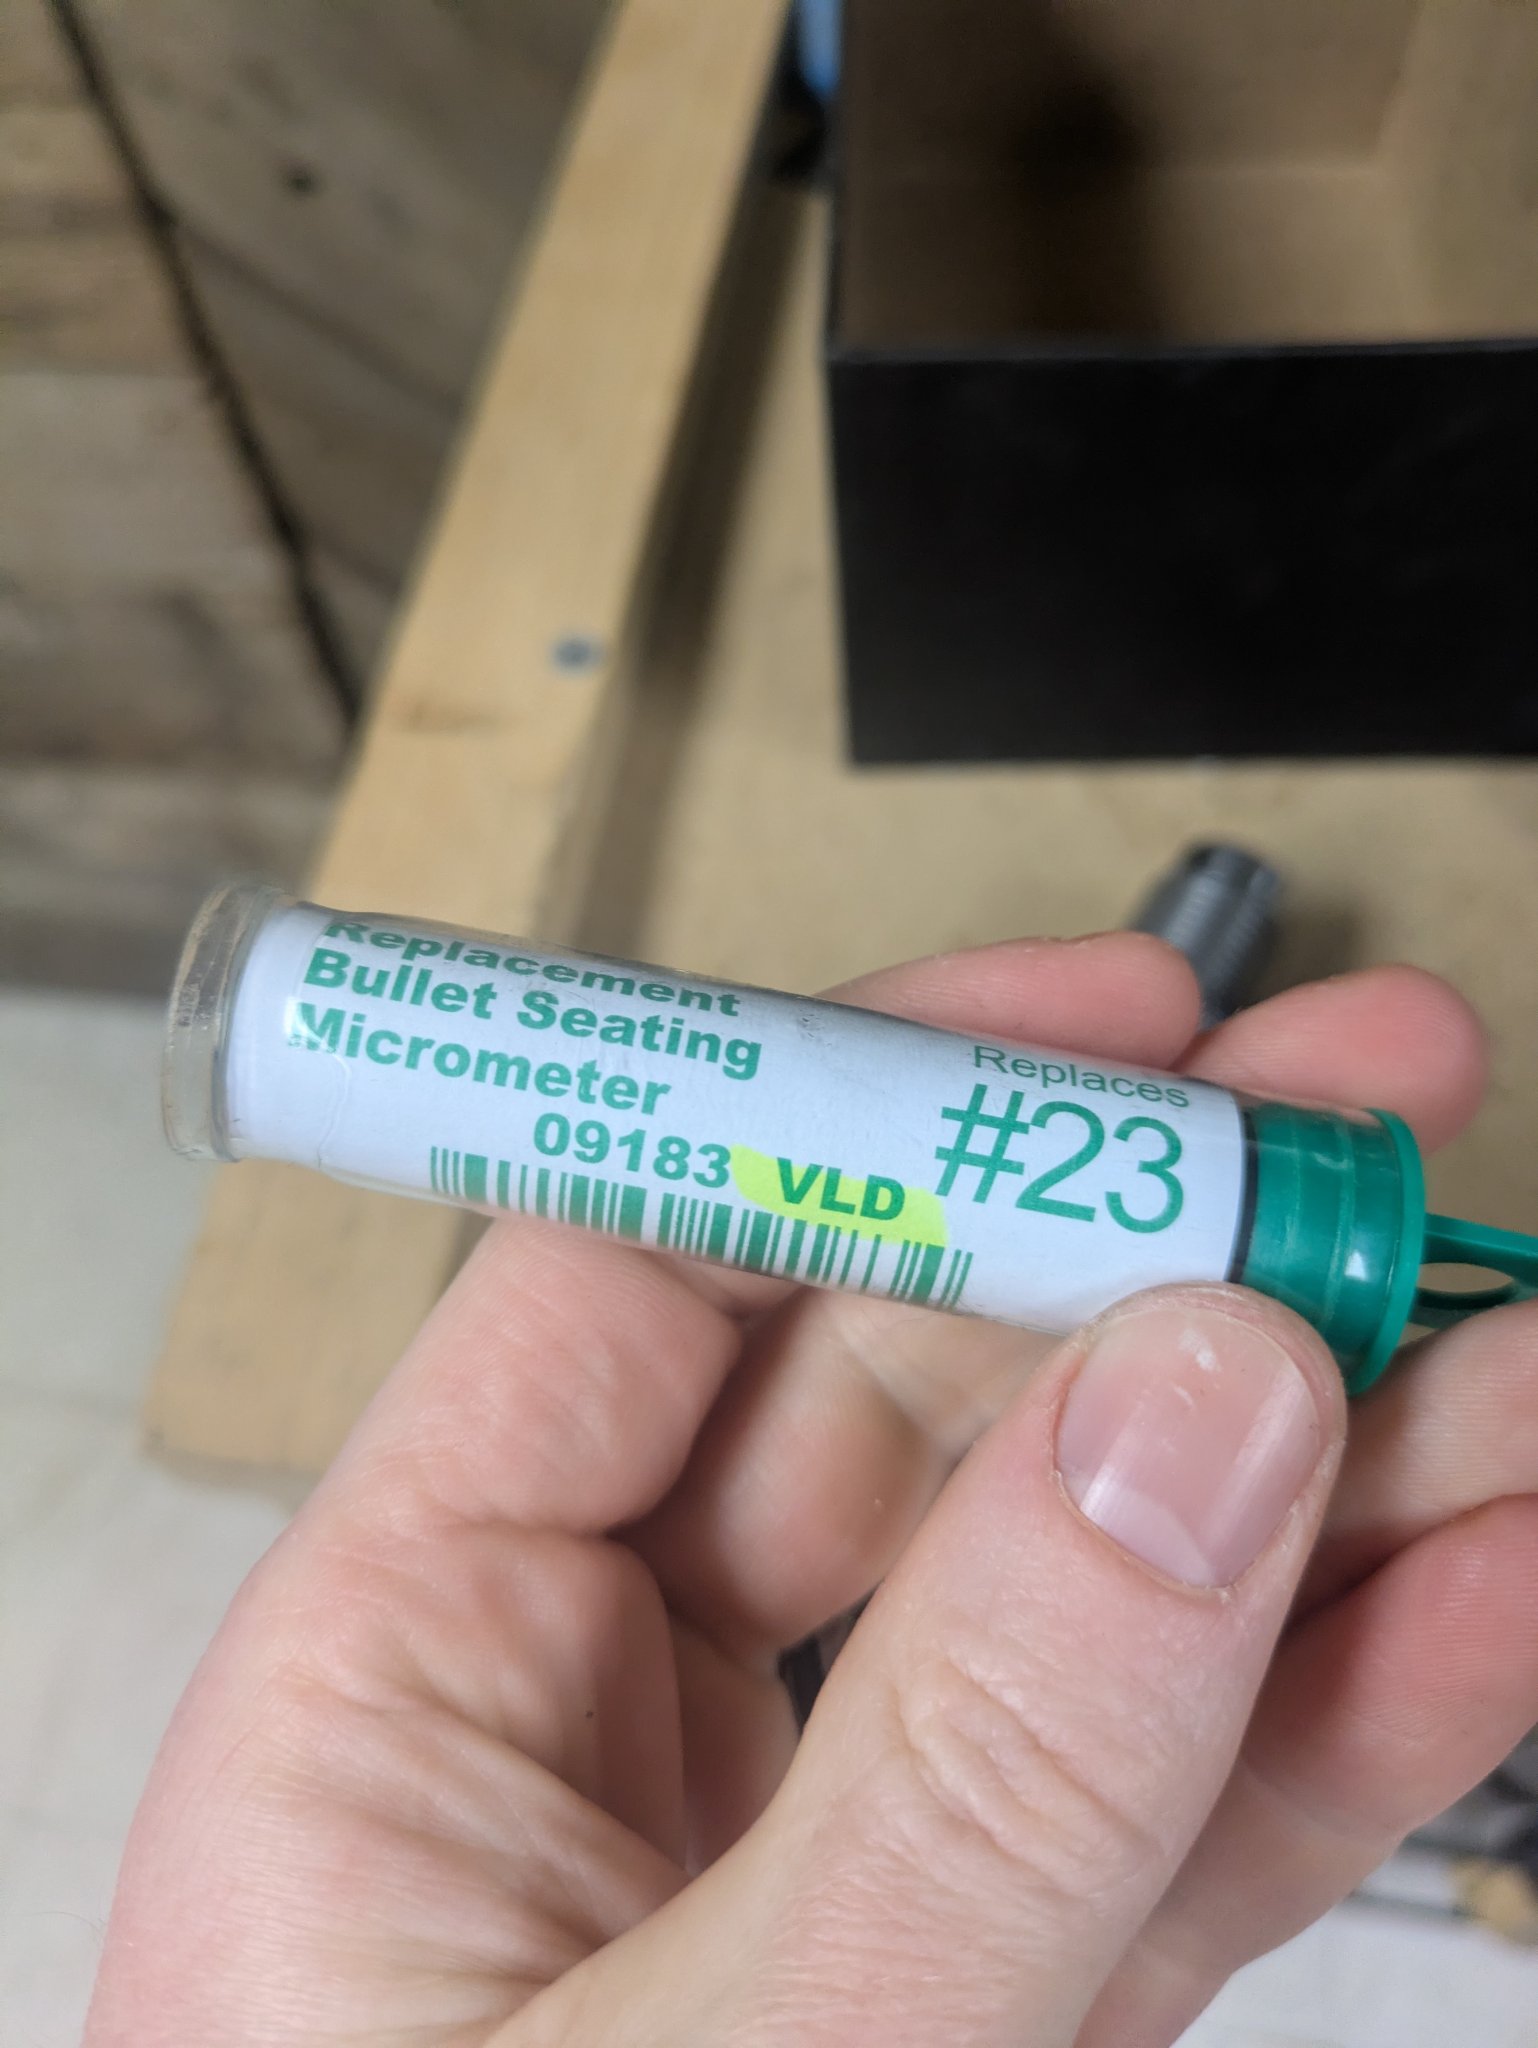 Replacement
Bullet Seating
Micrometer
09183 VLD
Replaces
#23